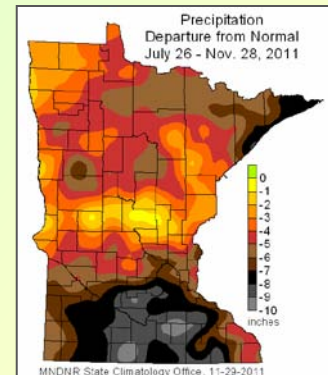 Precipitation
Departure from Normal
July 26 - Nov. 28, 2011
0
-1
-2
-3
-4
-5
-6
-7
-8
-9
-10
inches
MNDNR State Climatology Office, 11-29-2011